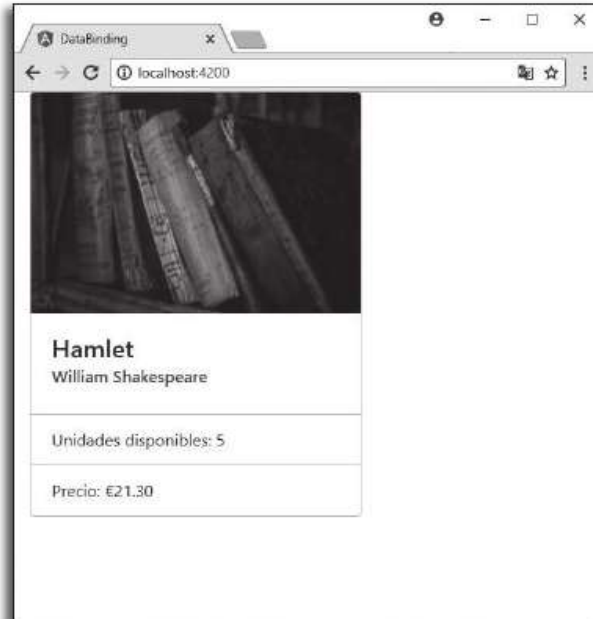 DataBinding
localhost:4200
Hamlet
William Shakespeare
Unidades disponibles: 5
Precio: €21.30